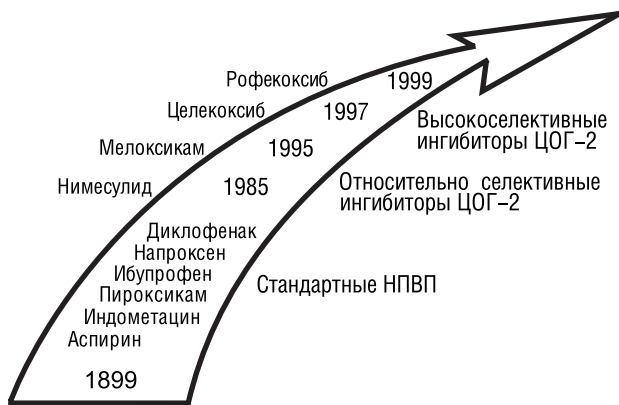 Рофекоксиб
1999
Целекоксиб
1997
Высокоселективные
ингибиторы ЦОГ–2
Мелоксикам
1995
Нимесулид
1985
Относительно селективные
ингибиторы ЦОГ–2
Диклофенак
Напроксен
Ибупрофен
Пироксикам
Индометацин
Аспирин
Стандартные НПВП
1899